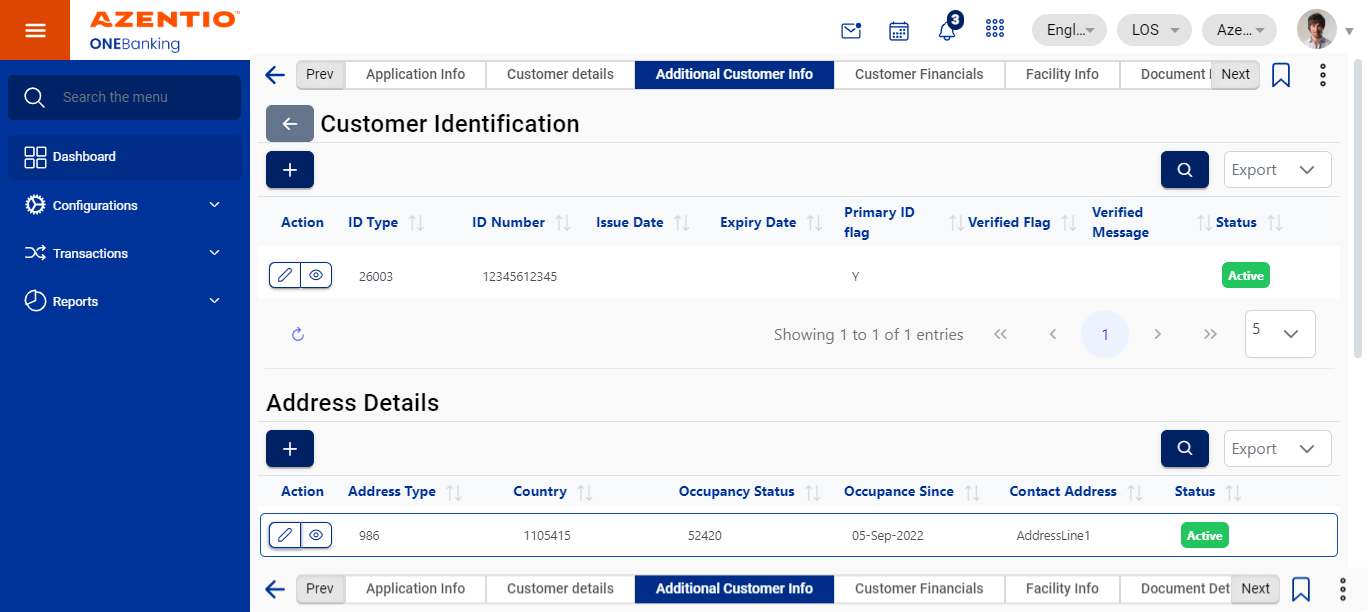 AZENTIO™
ONEBanking
3
Engl...
LOS
Aze...
Search the menu
Dashboard
Configurations
Transactions
Reports
Prev Application Info Customer details Additional Customer Info Customer Financials Facility Info Document Next
Customer Identification
+
Export
Action ID Type ID Number Issue Date Expiry Date Primary ID flag Verified Flag Verified Message Status
26003 12345612345 Y Active
Showing 1 to 1 of 1 entries 1 5
Address Details
+
Export
Action Address Type Country Occupancy Status Occupance Since Contact Address Status
986 1105415 52420 05-Sep-2022 AddressLine1 Active
Prev Application Info Customer details Additional Customer Info Customer Financials Facility Info Document Det Next